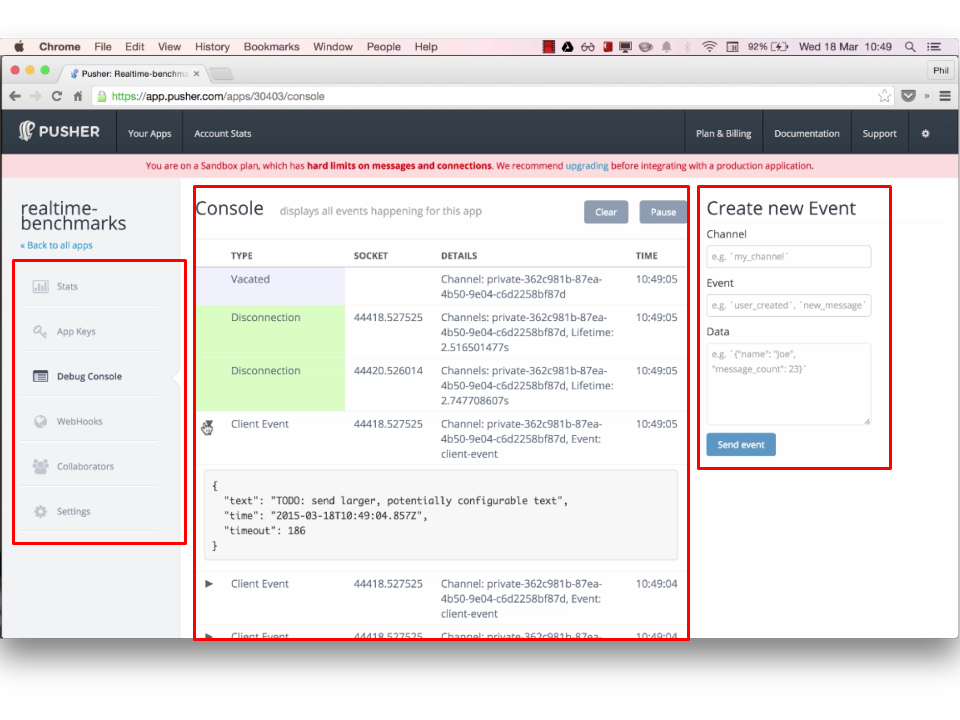 Chrome File Edit View History Bookmarks Window People Help 92% Wed 18 Mar 10:49
Pusher: Realtime-benchma × Phil
https://app.pusher.com/apps/30403/console
PUSHER Your Apps Account Stats Plan & Billing Documentation Support
You are on a Sandbox plan, which has hard limits on messages and connections. We recommend upgrading before integrating with a production application.
realtime-
benchmarks
« Back to all apps
Stats
App Keys
Debug Console
WebHooks
Collaborators
Settings
Console displays all events happening for this app Clear Pause
TYPE SOCKET DETAILS TIME
Vacated Channel: private-362c981b-87ea- 10:49:05
4b50-9e04-c6d2258bf87d
Disconnection 44418.527525 Channels: private-362c981b-87ea- 10:49:05
4b50-9e04-c6d2258bf87d, Lifetime:
2.516501477s
Disconnection 44420.526014 Channels: private-362c981b-87ea- 10:49:05
4b50-9e04-c6d2258bf87d, Lifetime:
2.747708607s
Client Event 44418.527525 Channel: private-362c981b-87ea- 10:49:05
4b50-9e04-c6d2258bf87d, Event:
client-event
{
"text": "TODO: send larger, potentially configurable text",
"time": "2015-03-18T10:49:04.857Z",
"timeout": 186
}
Client Event 44418.527525 Channel: private-362c981b-87ea- 10:49:04
4b50-9e04-c6d2258bf87d, Event:
client-event
Client Event 44418.527525 Channel: private-362c981b-87ea- 10:49:04
Create new Event
Channel
e.g. `my_channel`
Event
e.g. `user_created`, `new_message`
Data
e.g. `{"name": "Joe",
"message_count": 23}`
Send event